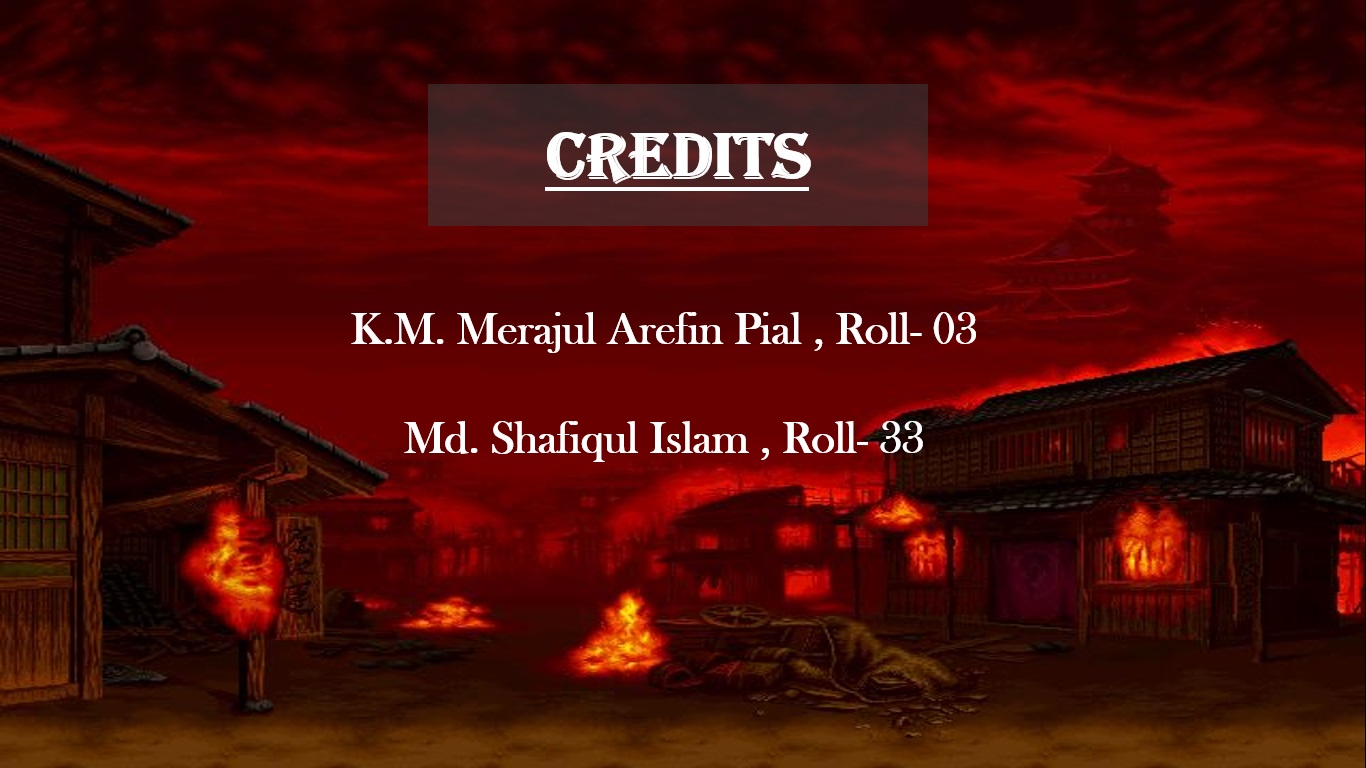 CREDITS
K.M. Merajul Arefin Pial , Roll- 03
Md. Shafiqul Islam , Roll- 33